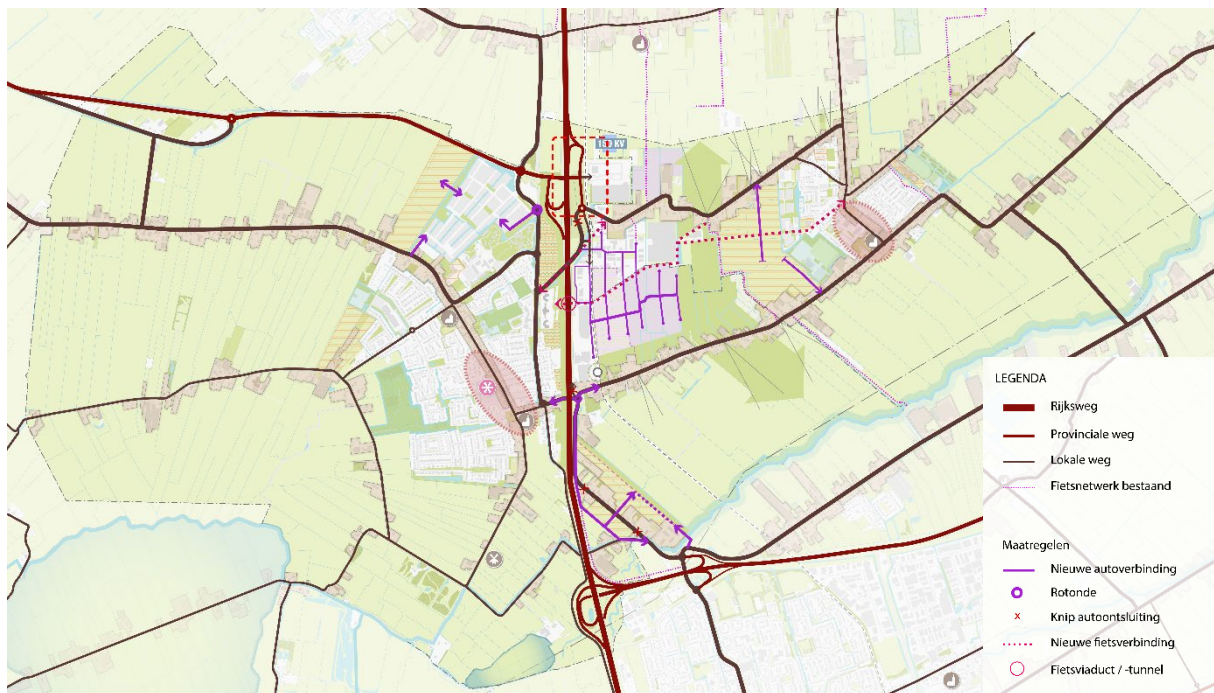 150 KV
LEGENDA
Rijksweg
Provinciale weg
Lokale weg
Fietsnetwerk bestaand
Maatregelen
Nieuwe autoverbinding
Rotonde
Knip autoontsluiting
Nieuwe fietsverbinding
Fietsviaduct / -tunnel